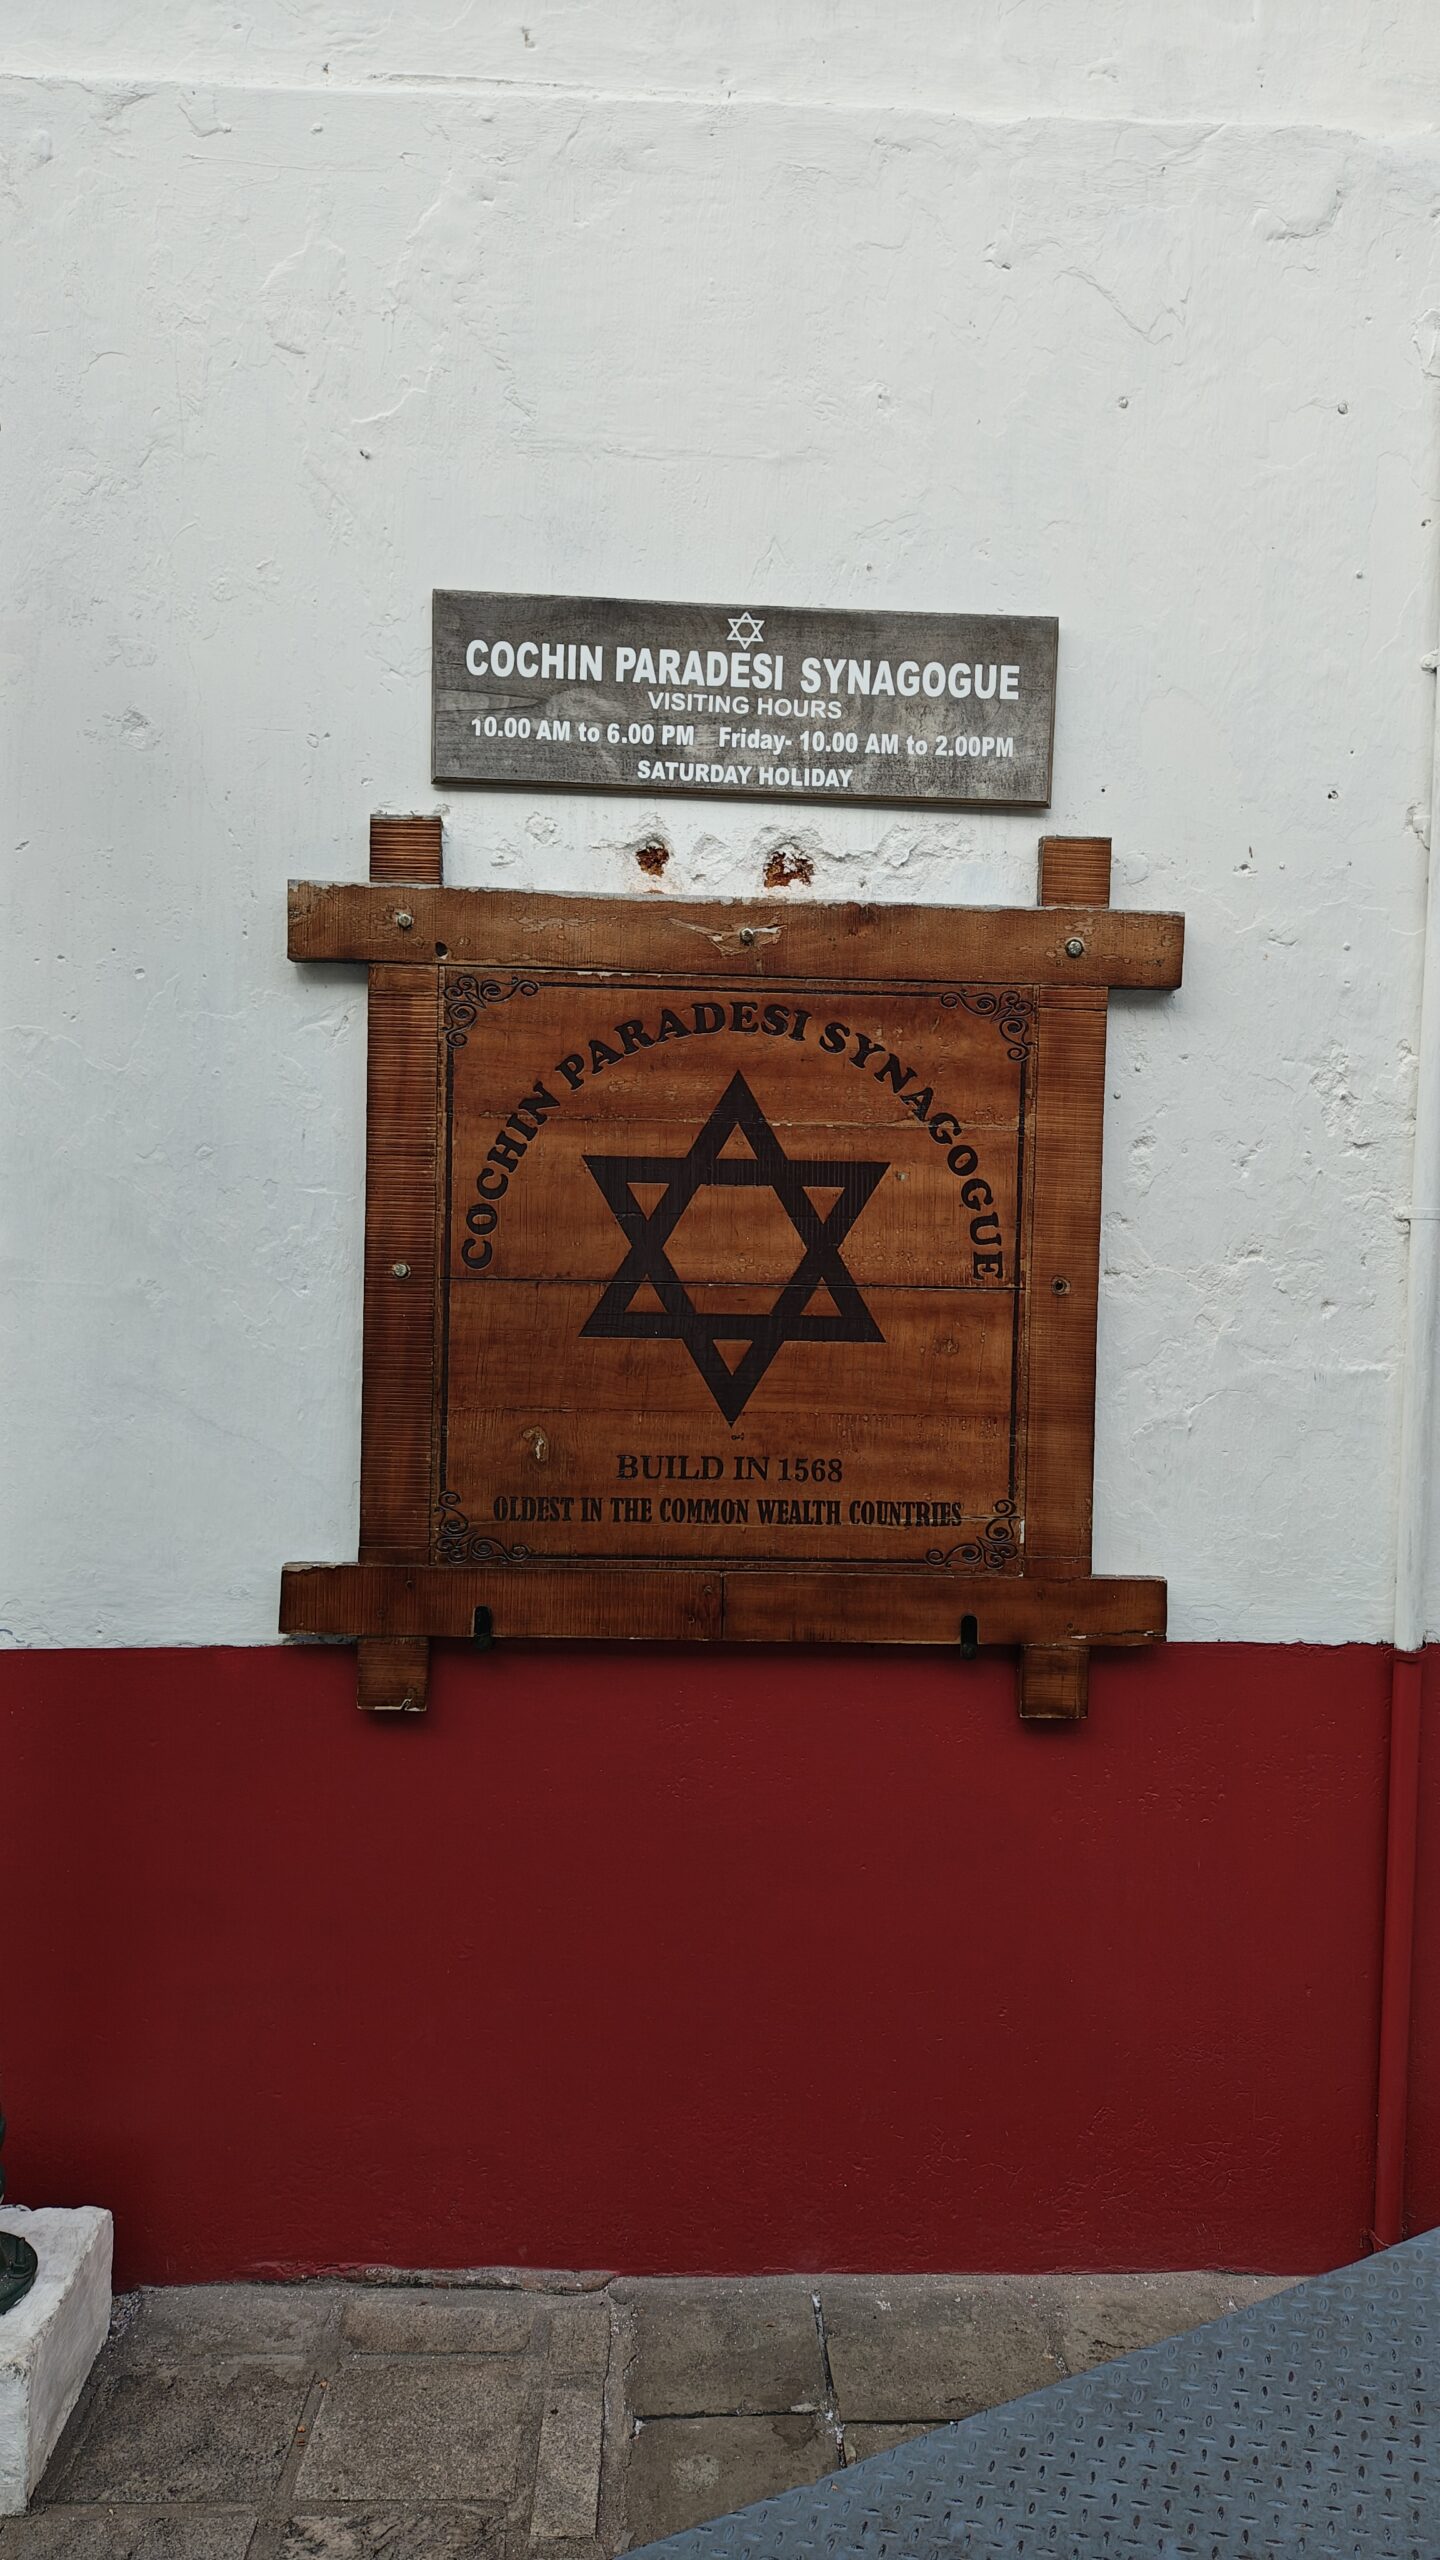 COCHIN PARADESI SYNAGOGUE
VISITING HOURS
10.00 AM to 6.00 PM Friday- 10.00 AM to 2.00PM
SATURDAY HOLIDAY
COCHIN PARADESI SYNAGOGUE
BUILD IN 1568
OLDEST IN THE COMMON WEALTH COUNTRIES